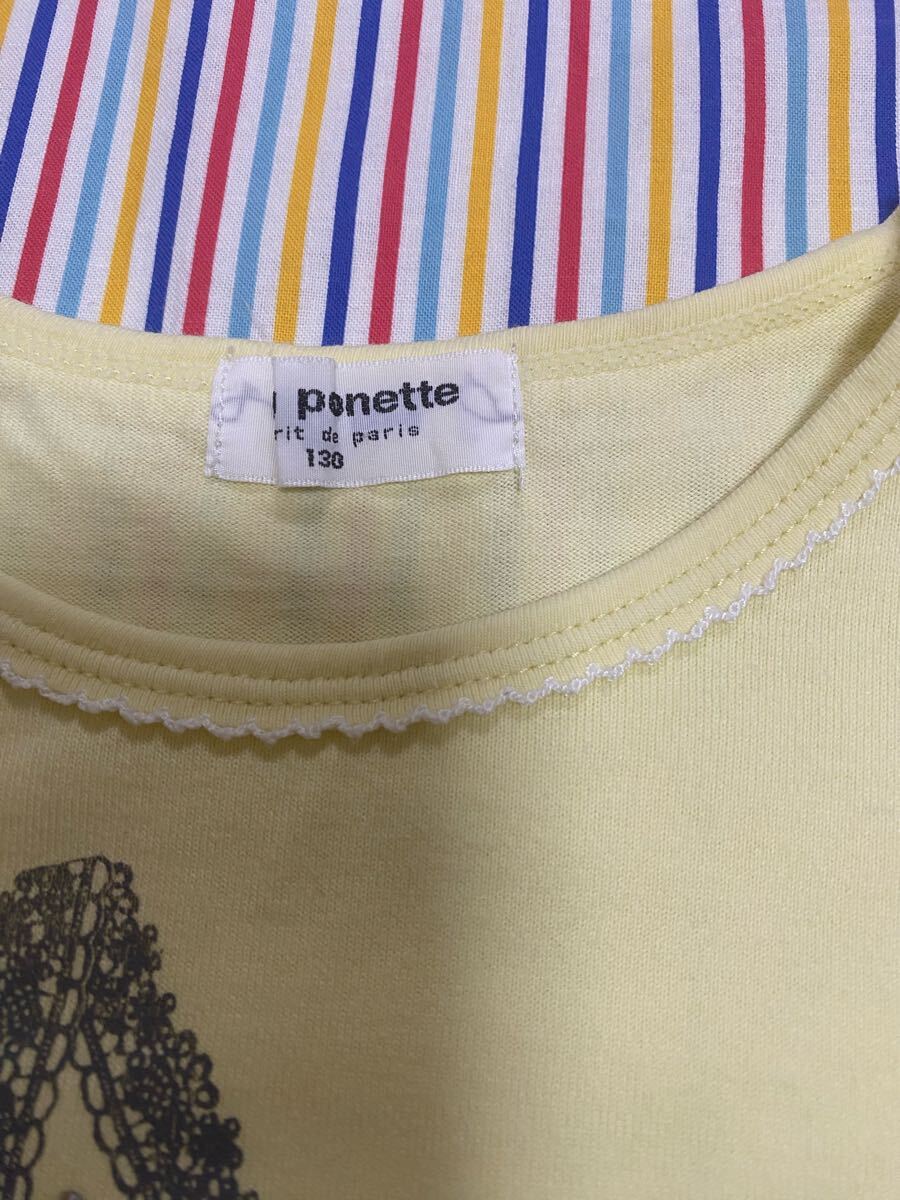 ponette
rit de paris
130